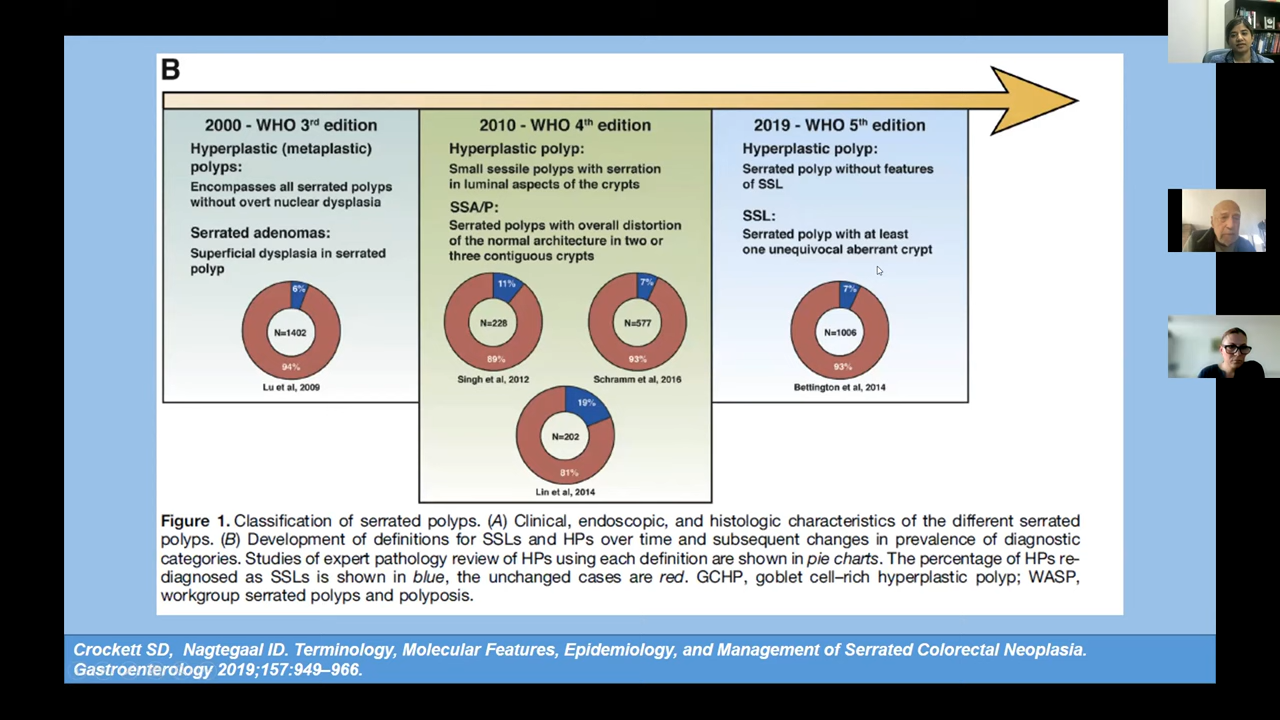 B
2000 - WHO 3rd edition
Hyperplastic (metaplastic)
polyps:
Encompasses all serrated polyps
without overt nuclear dysplasia
Serrated adenomas:
Superficial dysplasia in serrated
polyp
6%
N=1402
94%
Lu et al, 2009
2010 - WHO 4th edition
Hyperplastic polyp:
Small sessile polyps with serration
in luminal aspects of the crypts
SSA/P:
Serrated polyps with overall distortion
of the normal architecture in two or
three contiguous crypts
11%
N=228
89%
Singh et al, 2012
7%
N=577
93%
Schramm et al, 2016
19%
N=202
81%
Lin et al, 2014
2019 - WHO 5th edition
Hyperplastic polyp:
Serrated polyp without features
of SSL
SSL:
Serrated polyp with at least
one unequivocal aberrant crypt
7%
N=1006
93%
Bettington et al, 2014
Figure 1. Classification of serrated polyps. (A) Clinical, endoscopic, and histologic characteristics of the different serrated
polyps. (B) Development of definitions for SSLs and HPs over time and subsequent changes in prevalence of diagnostic
categories. Studies of expert pathology review of HPs using each definition are shown in pie charts. The percentage of HPs re-
diagnosed as SSLs is shown in blue, the unchanged cases are red. GCHP, goblet cell–rich hyperplastic polyp; WASP,
workgroup serrated polyps and polyposis.
Crockett SD, Nagtegaal ID. Terminology, Molecular Features, Epidemiology, and Management of Serrated Colorectal Neoplasia.
Gastroenterology 2019;157:949–966.